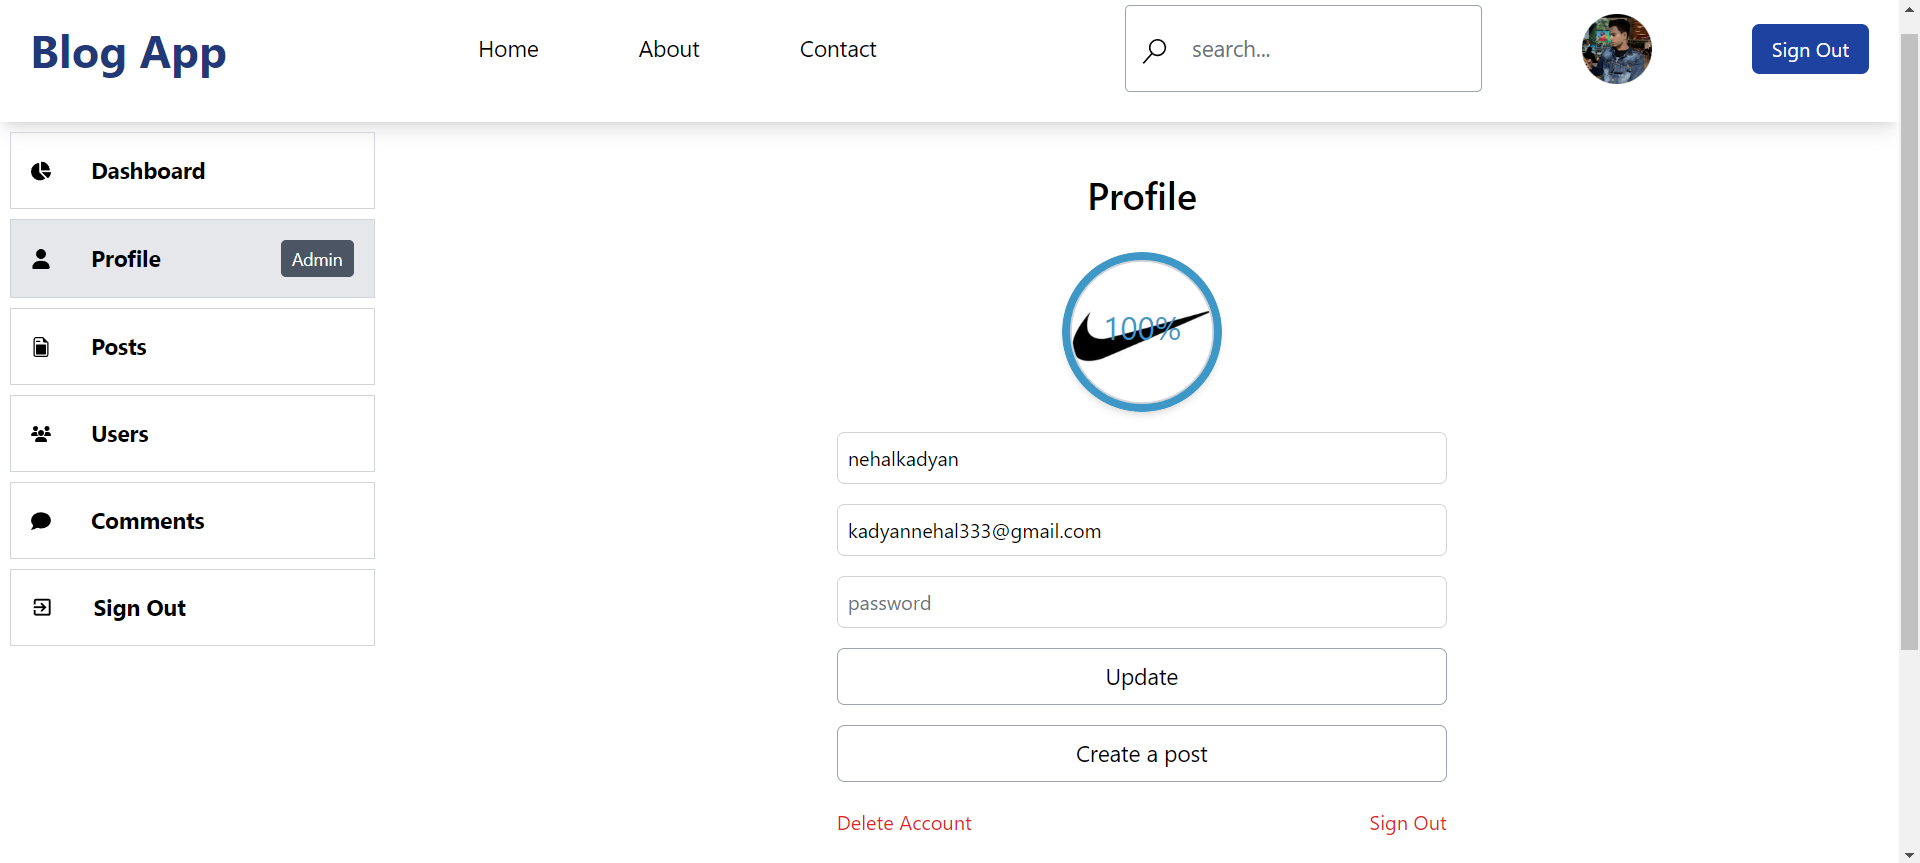 Blog App
Home
About
Contact
search...
Sign Out
Dashboard
Profile
Admin
Posts
Users
Comments
Sign Out
Profile
100%
nehalkadyan
kadyannehal333@gmail.com
password
Update
Create a post
Delete Account
Sign Out